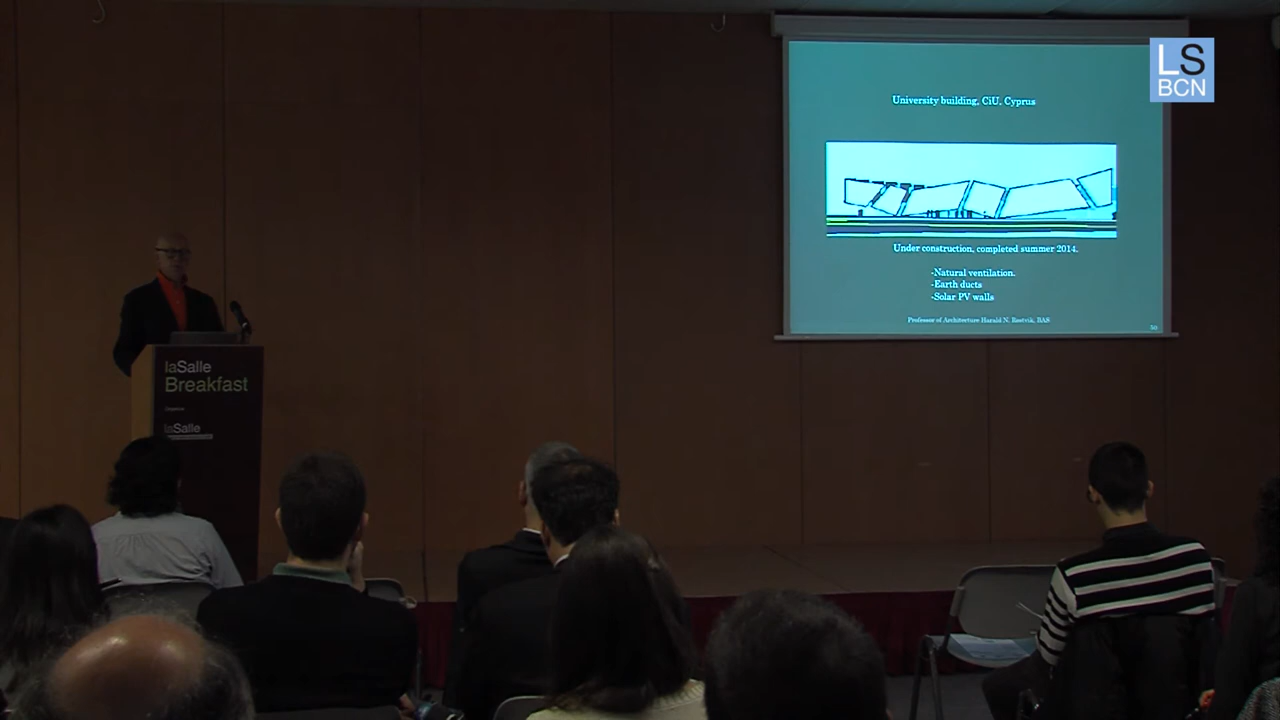 LS
BCN
University building, CiU, Cyprus
Under construction, completed summer 2014.
-Natural ventilation.
-Earth ducts
-Solar PV walls
Professor of Architecture Harald N. Røstvik, BAS
50
laSalle
Breakfast
laSalle